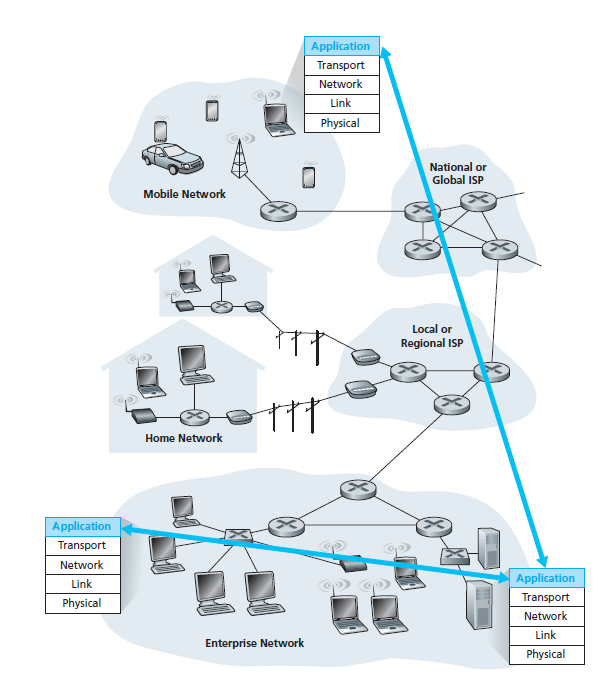 Application
Transport
Network
Link
Physical
National or
Global ISP
Mobile Network
Local or
Regional ISP
Home Network
Application
Transport
Network
Link
Physical
Application
Transport
Network
Link
Physical
Enterprise Network